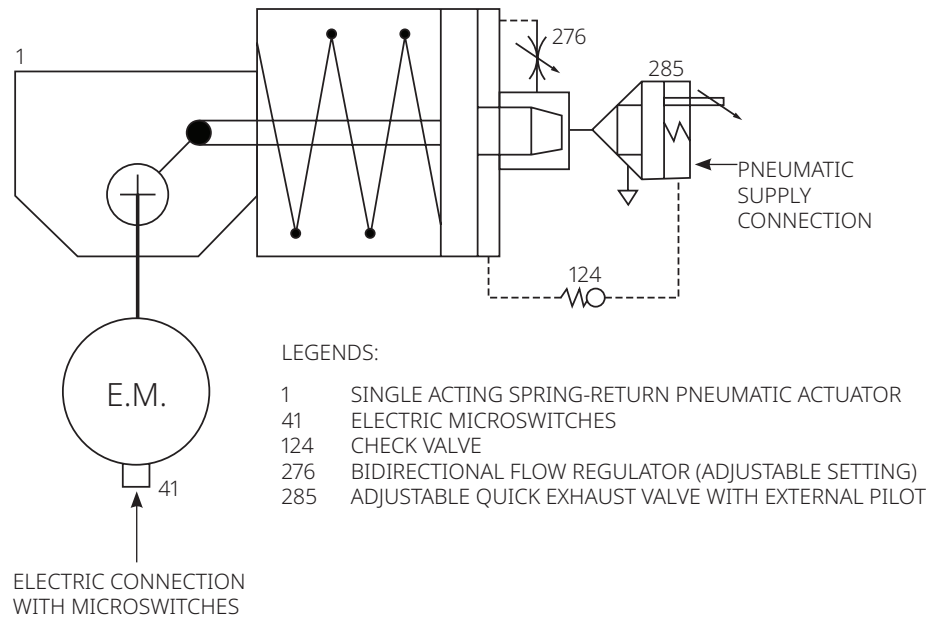 1
276
285
PNEUMATIC
SUPPLY
CONNECTION
124
E.M.
41
ELECTRIC CONNECTION
WITH MICROSWITCHES
LEGENDS:
1 SINGLE ACTING SPRING-RETURN PNEUMATIC ACTUATOR
41 ELECTRIC MICROSWITCHES
124 CHECK VALVE
276 BIDIRECTIONAL FLOW REGULATOR (ADJUSTABLE SETTING)
285 ADJUSTABLE QUICK EXHAUST VALVE WITH EXTERNAL PILOT